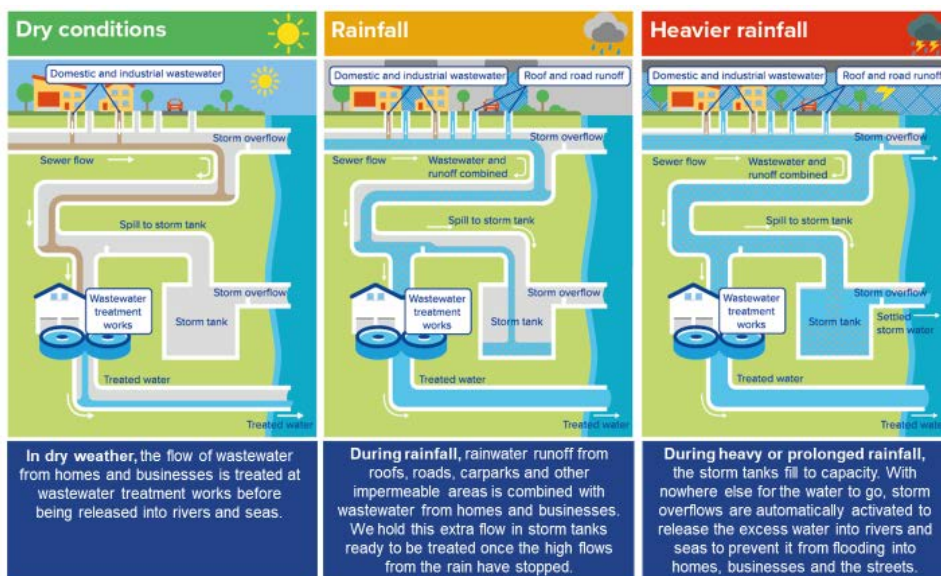 Dry conditions
Domestic and industrial wastewater
Storm overflow
Sewer flow
Spill to storm tank
Storm overflow
Wastewater
treatment
works
Storm tank
Treated water
Treated water
In dry weather, the flow of wastewater
from homes and businesses is treated at
wastewater treatment works before
being released into rivers and seas.
Rainfall
Domestic and industrial wastewater
Roof and road runoff
Storm overflow
Sewer flow
Wastewater and
runoff combined
Spill to storm tank
Storm overflow
Wastewater
treatment
works
Storm tank
Treated water
Treated water
During rainfall, rainwater runoff from
roofs, roads, carparks and other
impermeable areas is combined with
wastewater from homes and businesses.
We hold this extra flow in storm tanks
ready to be treated once the high flows
from the rain have stopped.
Heavier rainfall
Domestic and industrial wastewater
Roof and road runoff
Storm overflow
Sewer flow
Wastewater and
runoff combined
Spill to storm tank
Storm overflow
Wastewater
treatment
works
Storm tank
Settled
storm water
Treated water
Treated water
During heavy or prolonged rainfall,
the storm tanks fill to capacity. With
nowhere else for the water to go, storm
overflows are automatically activated to
release the excess water into rivers and
seas to prevent it from flooding into
homes, businesses and the streets.